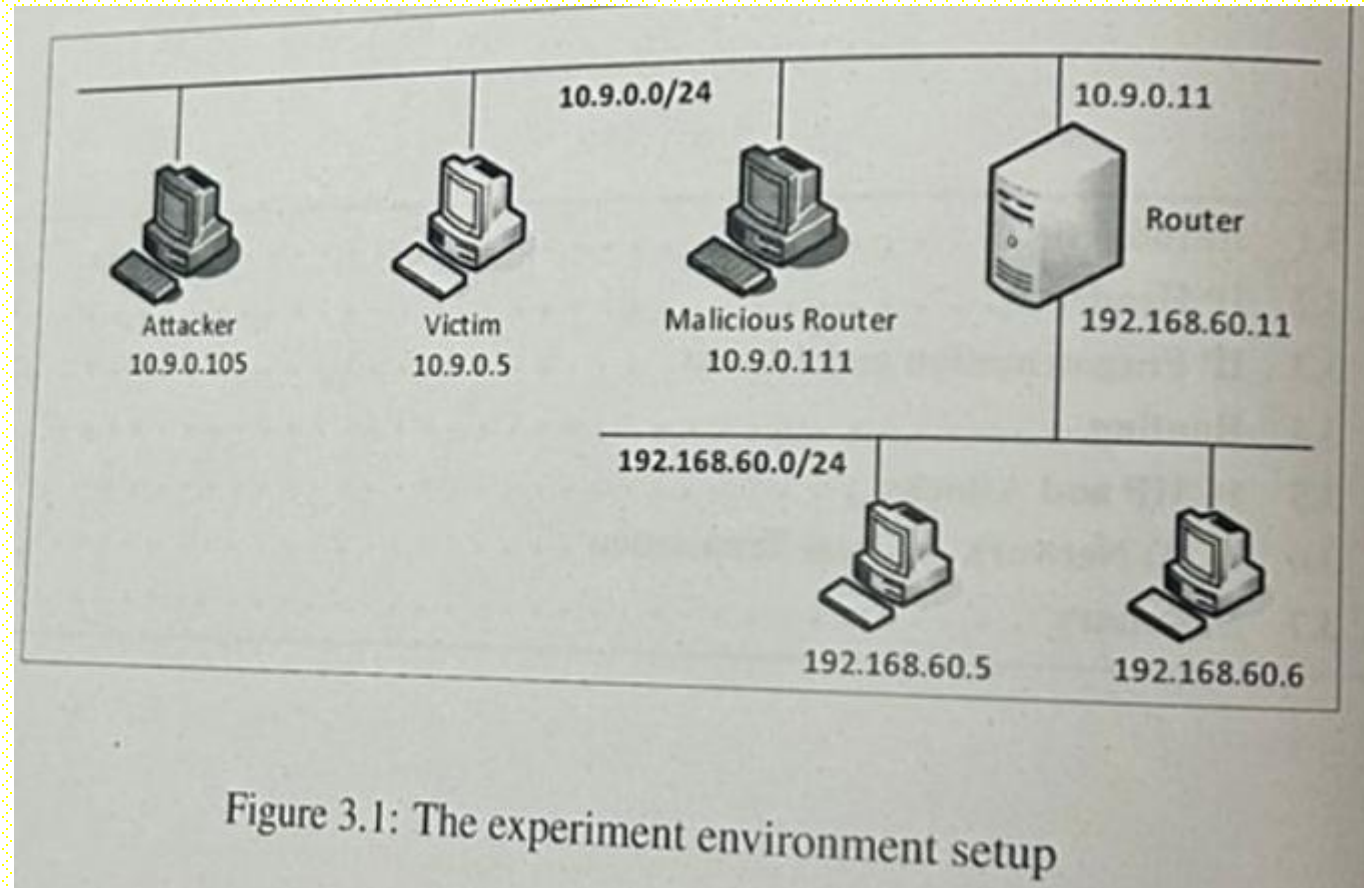 10.9.0.0/24
10.9.0.11
Router
Attacker
10.9.0.105
Victim
10.9.0.5
Malicious Router
10.9.0.111
192.168.60.11
192.168.60.0/24
192.168.60.5
192.168.60.6
Figure 3.1: The experiment environment setup